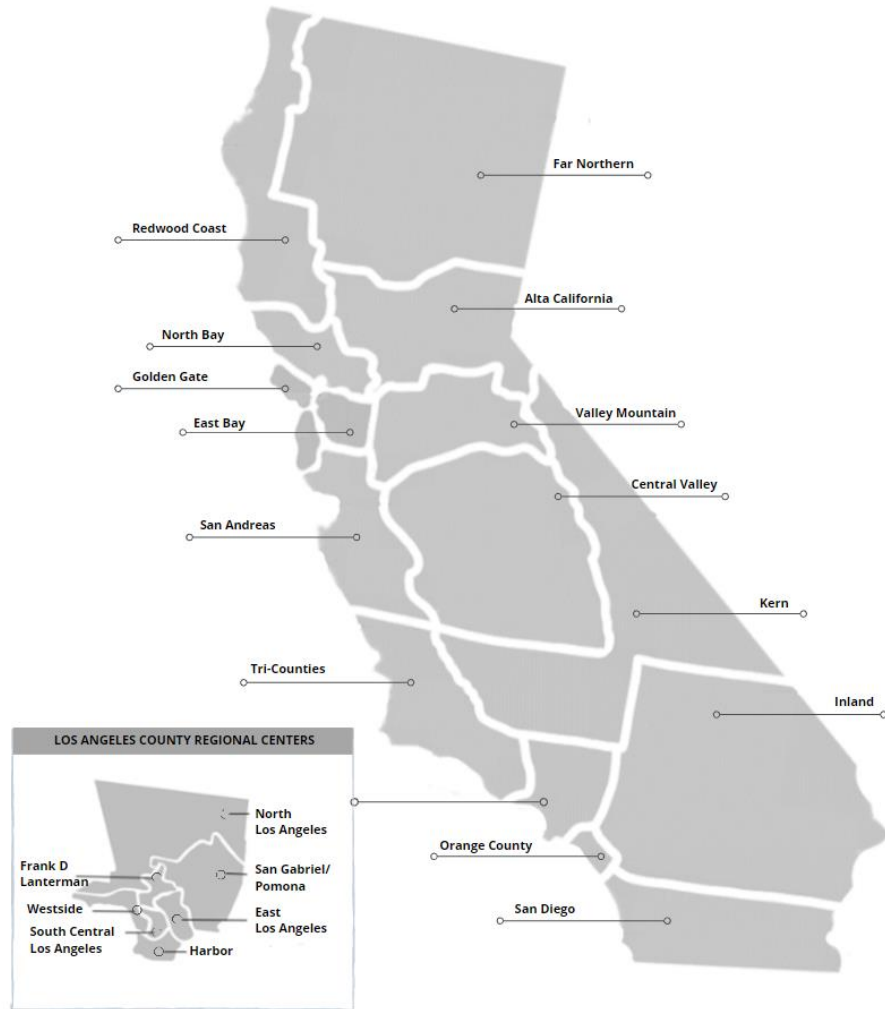 Far Northern
Redwood Coast
Alta California
North Bay
Golden Gate
Valley Mountain
East Bay
Central Valley
San Andreas
Kern
Tri-Counties
Inland
LOS ANGELES COUNTY REGIONAL CENTERS
North
Los Angeles
Orange County
Frank D
Lanterman
San Gabriel/
Pomona
Westside
East
Los Angeles
San Diego
South Central
Los Angeles
Harbor